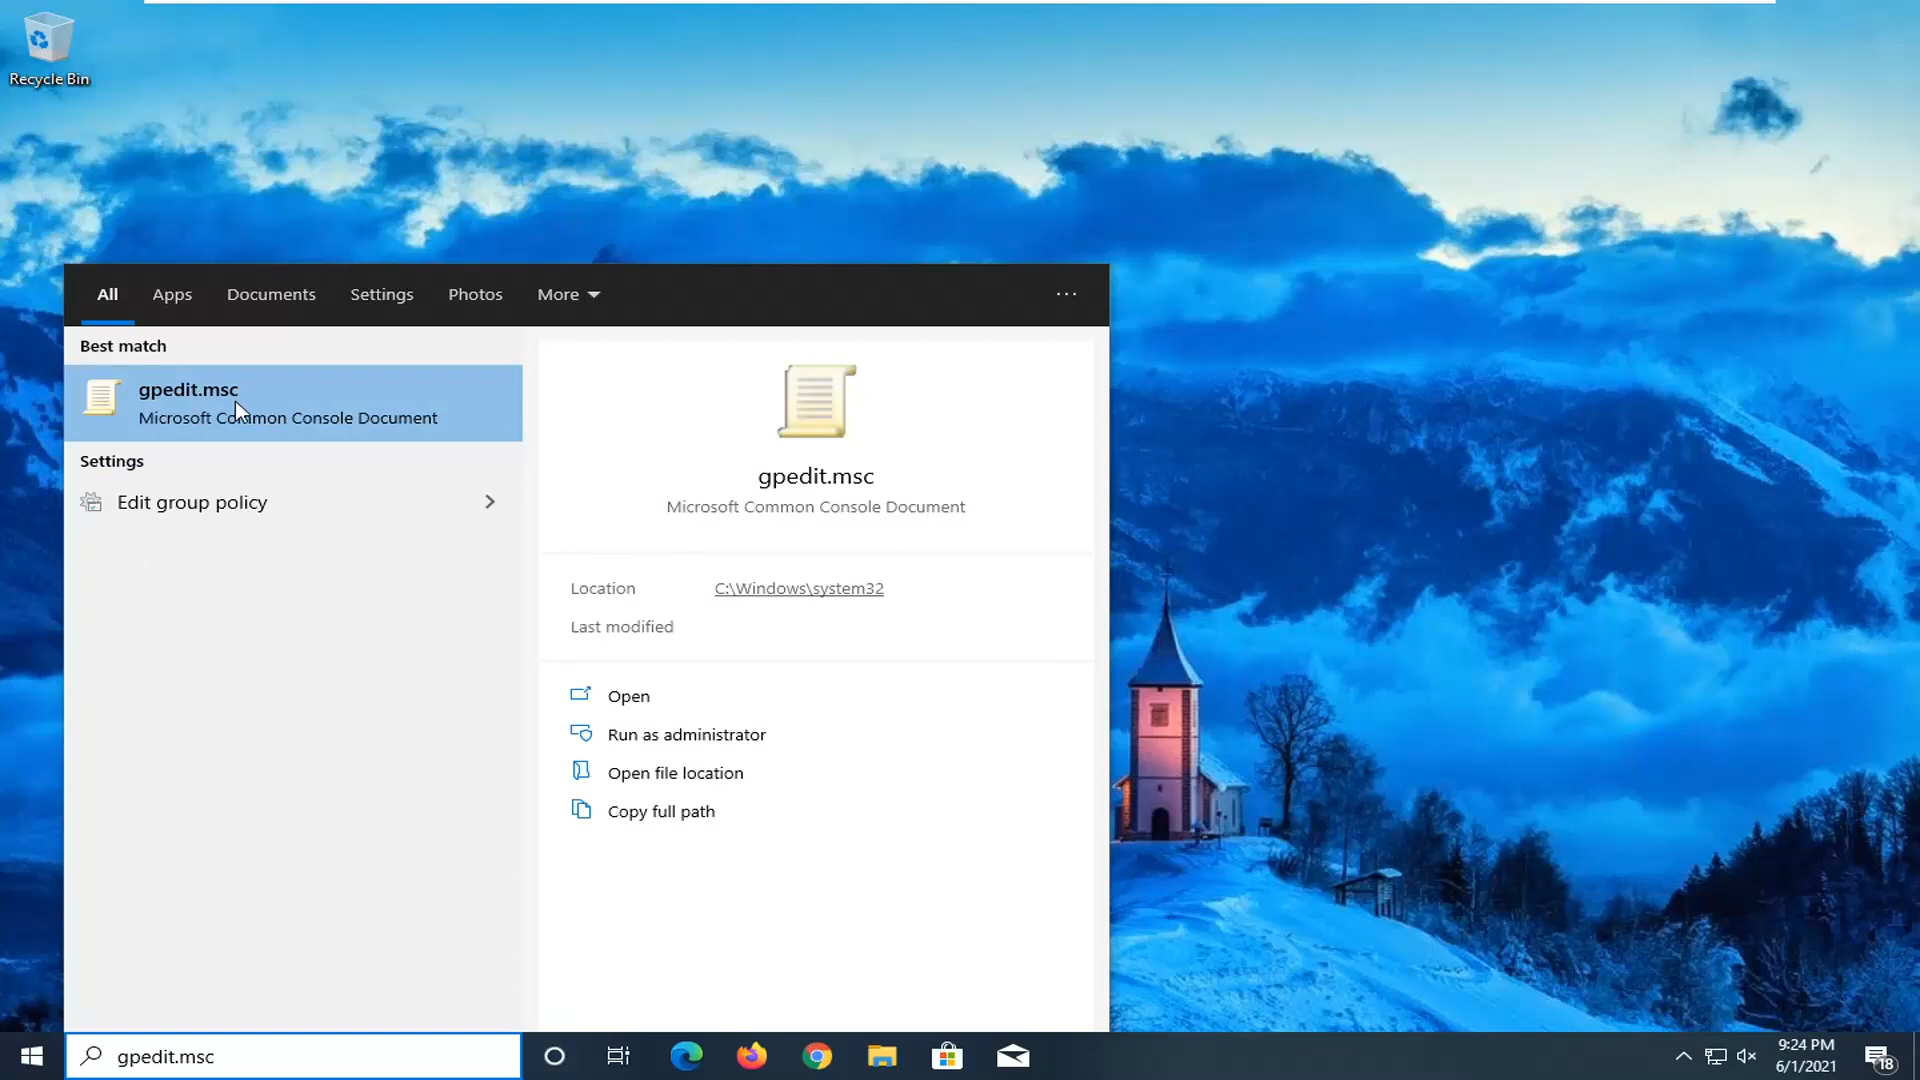 Recycle Bin
All Apps Documents Settings Photos More ...
Best match
gpedit.msc
Microsoft Common Console Document
Settings
Edit group policy
gpedit.msc
Microsoft Common Console Document
Location C:\Windows\system32
Last modified
Open
Run as administrator
Open file location
Copy full path
gpedit.msc
9:24 PM
6/1/2021
18